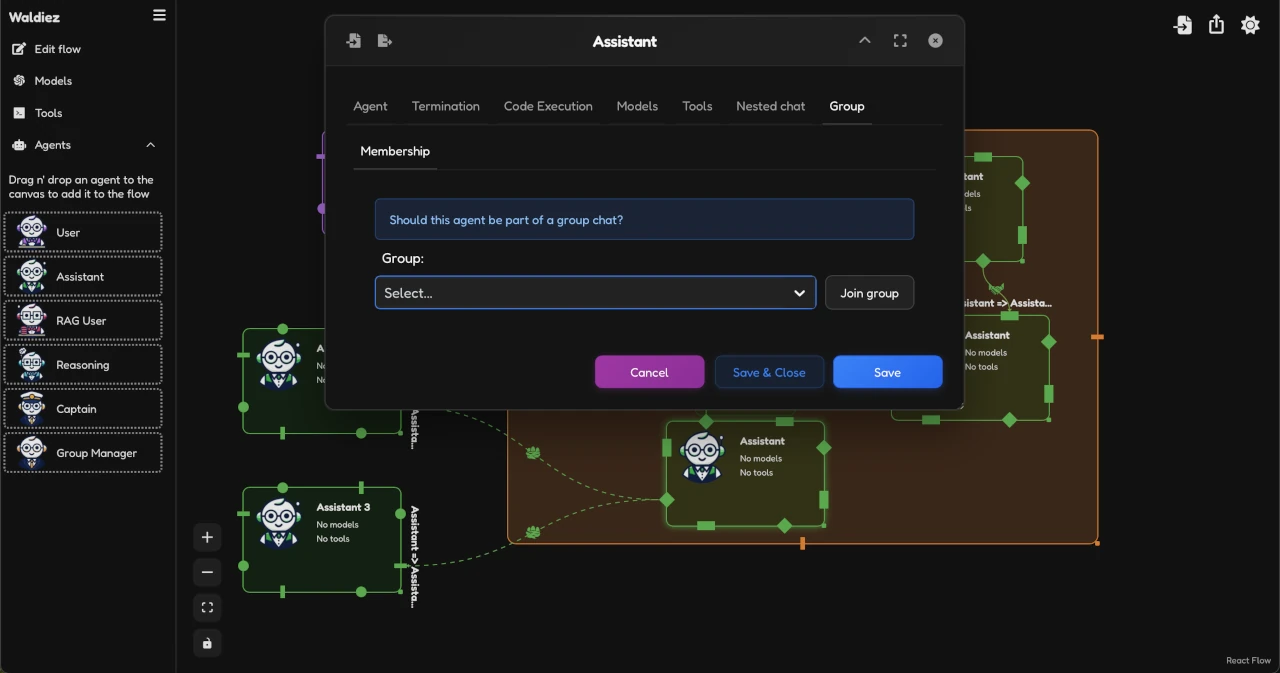 Waldiez
Edit flow
Models
Tools
Agents
Drag n' drop an agent to the
canvas to add it to the flow
User
Assistant
RAG User
Reasoning
Captain
Group Manager
Assistant
Agent
Termination
Code Execution
Models
Tools
Nested chat
Group
Membership
Should this agent be part of a group chat?
Group:
Select...
Join group
Cancel
Save & Close
Save
Assista...
Assistant 3
No models
No tools
Assistant => Assista...
Assistant
No models
No tools
tant
dels
ls
istant => Assista...
Assistant
No models
No tools
React Flow